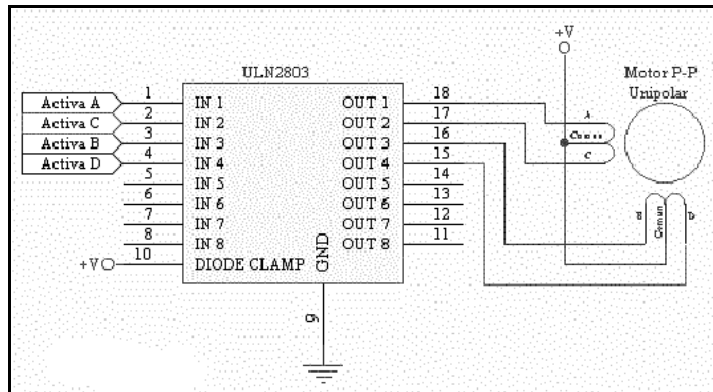 +V
ULN2803
Motor P-P
Unipolar
Activa A
Activa C
Activa B
Activa D
1
2
3
4
5
6
7
8
10
IN 1
IN 2
IN 3
IN 4
IN 5
IN 6
IN 7
IN 8
DIODE CLAMP
GND
OUT 1
OUT 2
OUT 3
OUT 4
OUT 5
OUT 6
OUT 7
OUT 8
18
17
16
15
14
13
12
11
A
Comun
C
B
Comun
D
+V
9